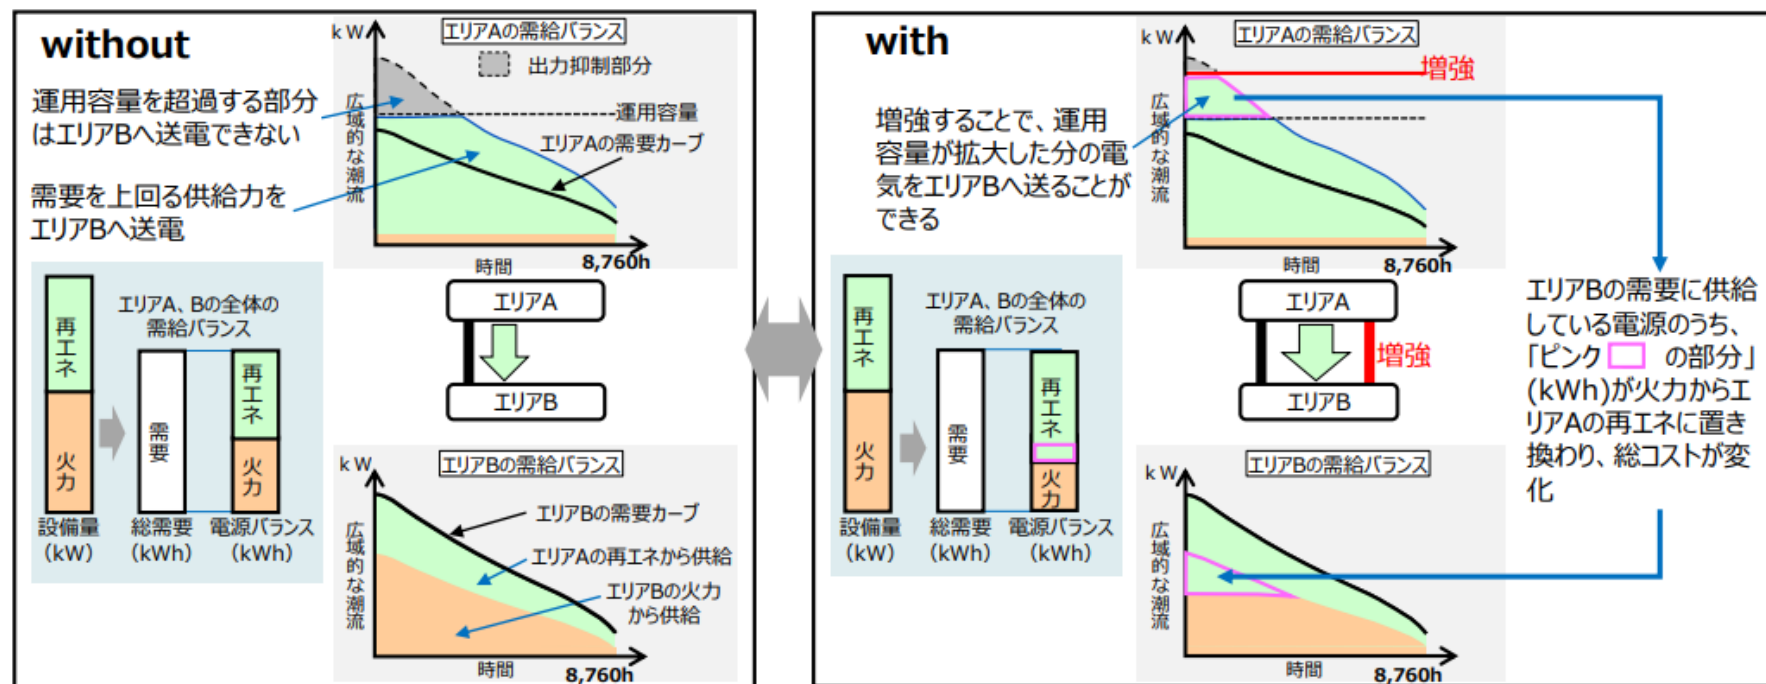 without
運用容量を超過する部分
はエリアBへ送電できない
需要を上回る供給力を
エリアBへ送電
kW
エリアAの需給バランス
出力抑制部分
運用容量
エリアAの需要カーブ
広域的な潮流
時間
8,760h
エリアA、Bの全体の
需給バランス
再エネ
火力
需要
再エネ
火力
設備量
(kW)
総需要
(kWh)
電源バランス
(kWh)
エリアA
エリアB
kW
エリアBの需給バランス
エリアBの需要カーブ
エリアAの再エネから供給
エリアBの火力
から供給
広域的な潮流
時間
8,760h
with
増強することで、運用
容量が拡大した分の電
気をエリアBへ送ることが
できる
kW
エリアAの需給バランス
増強
広域的な潮流
時間
8,760h
エリアA、Bの全体の
需給バランス
再エネ
火力
需要
再エネ
火力
設備量
(kW)
総需要
(kWh)
電源バランス
(kWh)
エリアA
増強
エリアB
kW
エリアBの需給バランス
広域的な潮流
時間
8,760h
エリアBの需要に供給
している電源のうち、
「ピンク の部分」
(kWh)が火力からエ
リアAの再エネに置き
換わり、総コストが変
化